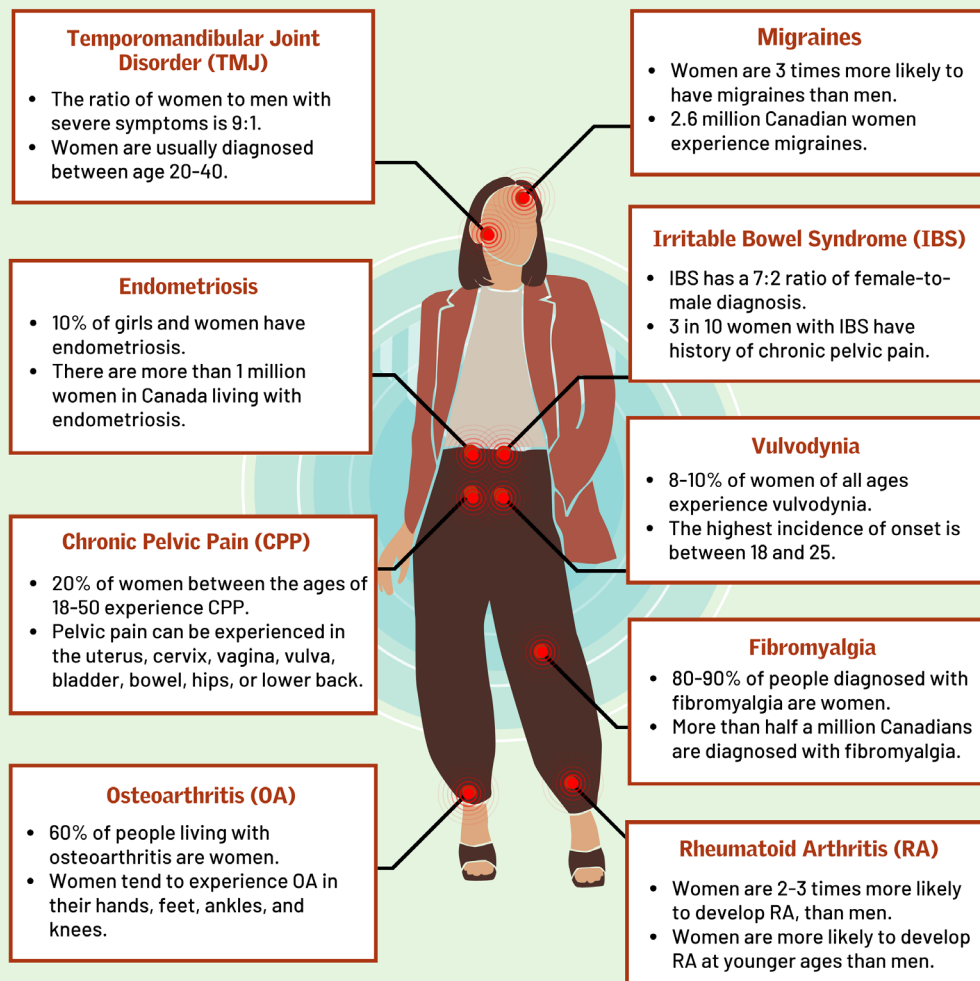 Temporomandibular Joint
Disorder (TMJ)
• The ratio of women to men with
severe symptoms is 9:1.
• Women are usually diagnosed
between age 20-40.
Migraines
• Women are 3 times more likely to
have migraines than men.
• 2.6 million Canadian women
experience migraines.
Endometriosis
• 10% of girls and women have
endometriosis.
• There are more than 1 million
women in Canada living with
endometriosis.
Irritable Bowel Syndrome (IBS)
• IBS has a 7:2 ratio of female-to-
male diagnosis.
• 3 in 10 women with IBS have
history of chronic pelvic pain.
Chronic Pelvic Pain (CPP)
• 20% of women between the ages of
18-50 experience CPP.
• Pelvic pain can be experienced in
the uterus, cervix, vagina, vulva,
bladder, bowel, hips, or lower back.
Vulvodynia
• 8-10% of women of all ages
experience vulvodynia.
• The highest incidence of onset is
between 18 and 25.
Fibromyalgia
• 80-90% of people diagnosed with
fibromyalgia are women.
• More than half a million Canadians
are diagnosed with fibromyalgia.
Osteoarthritis (OA)
• 60% of people living with
osteoarthritis are women.
• Women tend to experience OA in
their hands, feet, ankles, and
knees.
Rheumatoid Arthritis (RA)
• Women are 2-3 times more likely
to develop RA, than men.
• Women are more likely to develop
RA at younger ages than men.